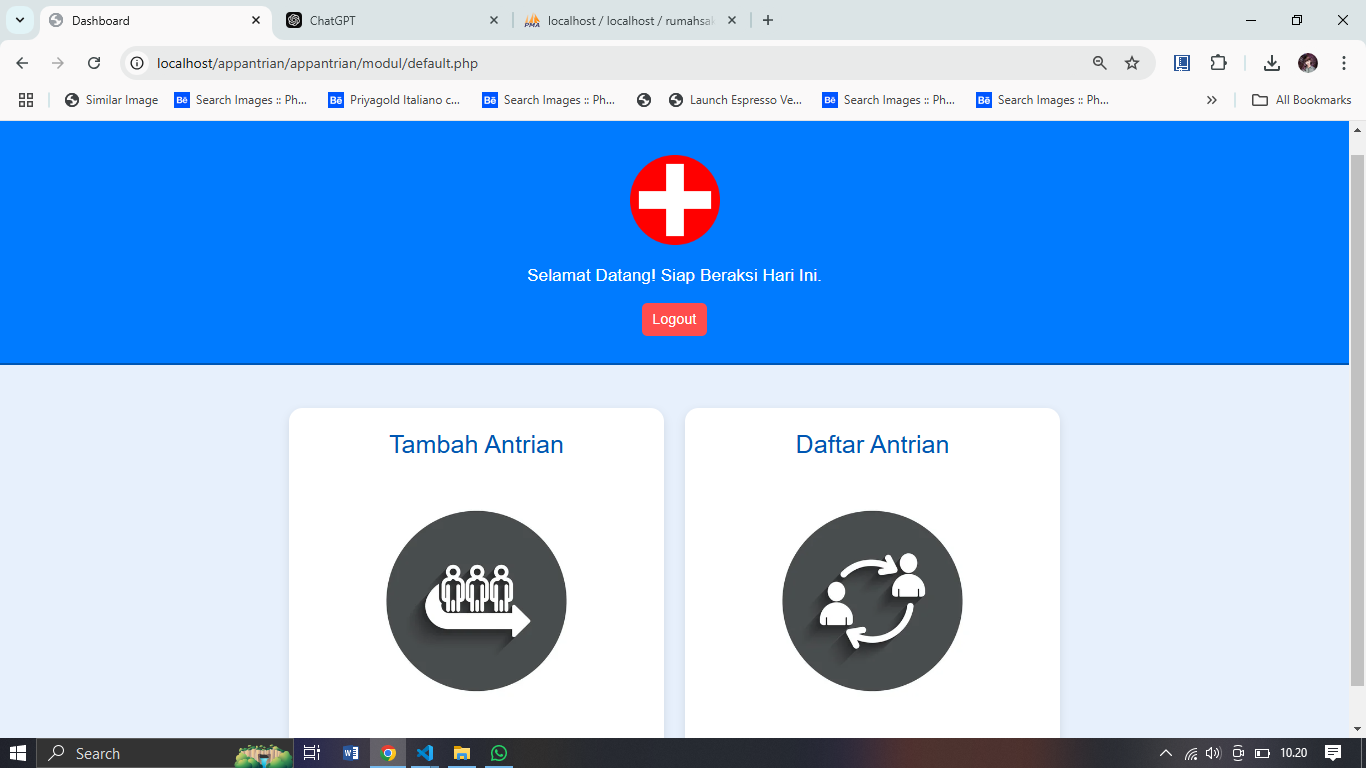 Dashboard
ChatGPT
localhost / localhost / rumahsai
localhost/appantrian/appantrian/modul/default.php
Similar Image
Search Images :: Ph...
Priyagold Italiano c...
Search Images :: Ph...
Launch Espresso Ve...
Search Images :: Ph...
Search Images :: Ph...
All Bookmarks
Selamat Datang! Siap Beraksi Hari Ini.
Logout
Tambah Antrian
Daftar Antrian
Search
10.20